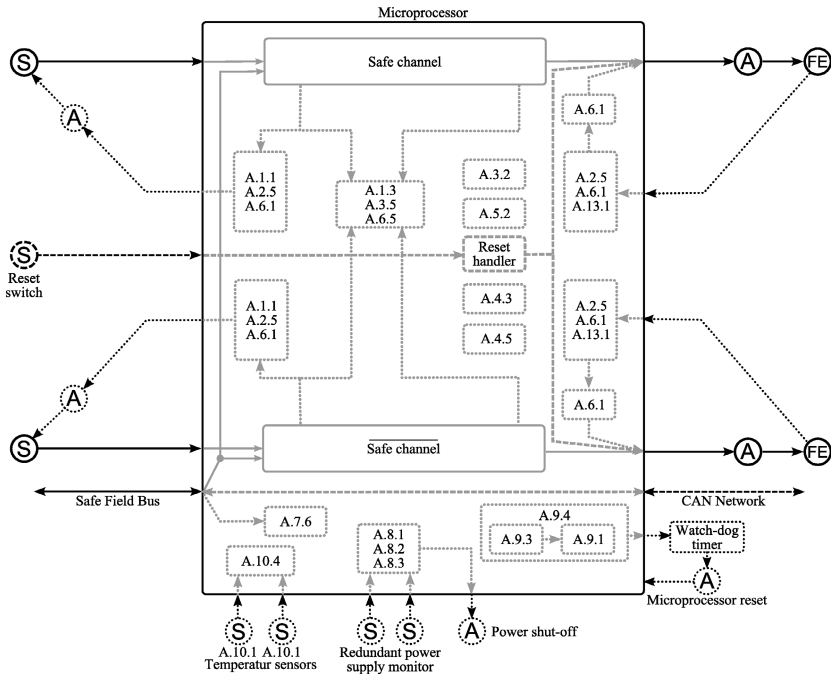 Microprocessor
S
Safe channel
A
FE
A
A.6.1
A.1.1
A.2.5
A.6.1
A.1.3
A.3.5
A.6.5
A.3.2
A.5.2
A.2.5
A.6.1
A.13.1
S
Reset
switch
Reset
handler
A.1.1
A.2.5
A.6.1
A.4.3
A.4.5
A.2.5
A.6.1
A.13.1
A
A.6.1
S
Safe channel
A
FE
Safe Field Bus
CAN Network
A.7.6
A.8.1
A.8.2
A.8.3
A.9.4
A.9.3
A.9.1
Watch-dog
timer
A.10.4
A
Microprocessor reset
S
S
S
S
A
Power shut-off
A.10.1 A.10.1
Temperatur sensors
Redundant power
supply monitor